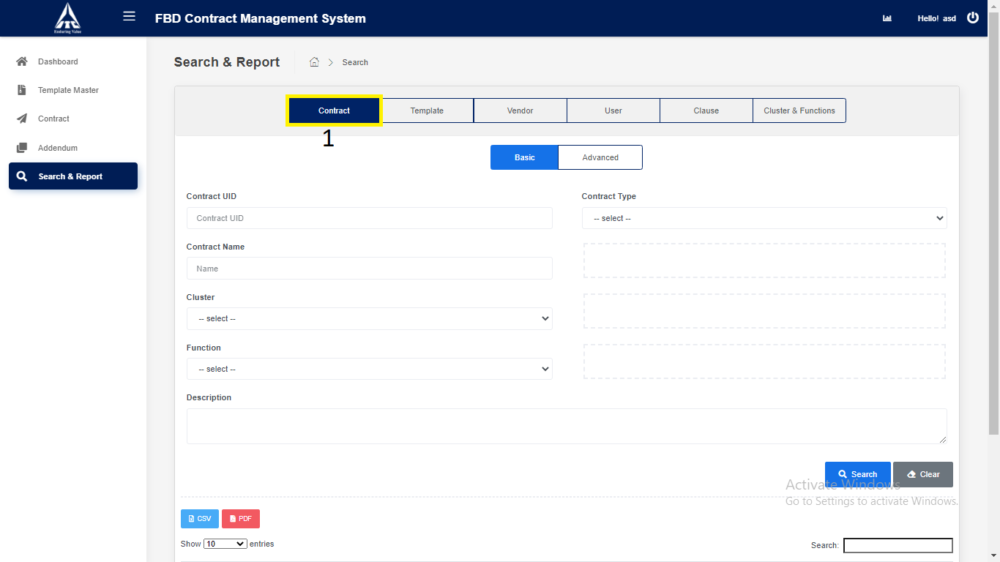 ITC
Enduring Value
FBD Contract Management System
Hello! asd
Dashboard
Template Master
Contract
Addendum
Search & Report
Search & Report
Search
Contract
Template
Vendor
User
Clause
Cluster & Functions
1
Basic
Advanced
Contract UID
Contract UID
Contract Type
-- select --
Contract Name
Name
Cluster
-- select --
Function
-- select --
Description
Search
Clear
Activate Windows
Go to Settings to activate Windows.
CSV
PDF
Show 10 entries
Search: